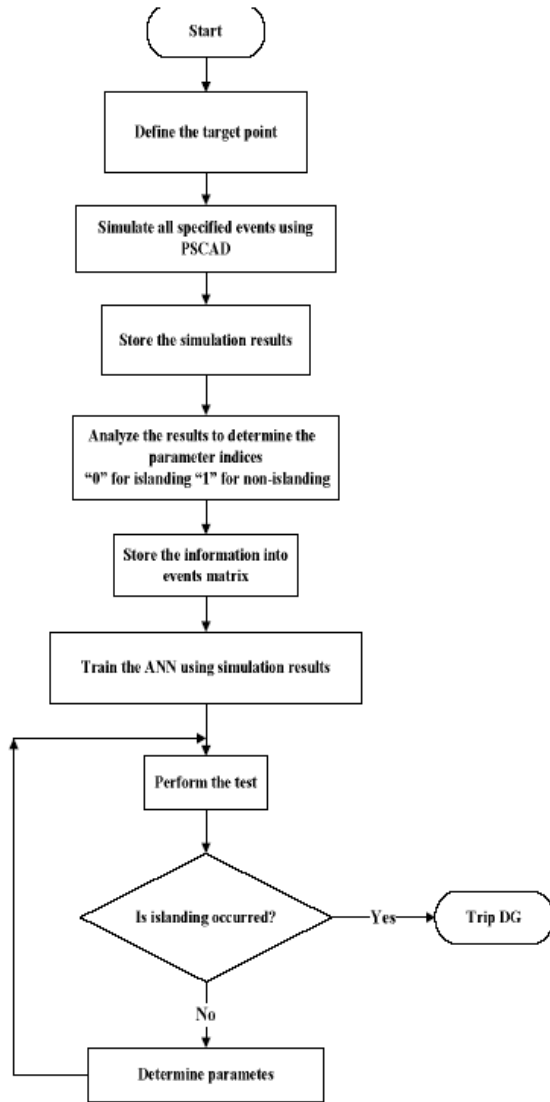 Start
Define the target point
Simulate all specified events using
PSCAD
Store the simulation results
Analyze the results to determine the
parameter indices
“0” for islanding “1” for non-islanding
Store the information into
events matrix
Train the ANN using simulation results
Perform the test
Is islanding occurred?
Yes
Trip DG
No
Determine parametes